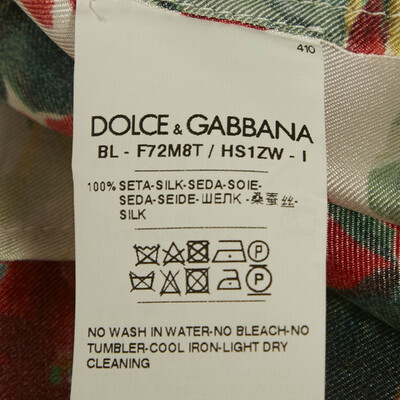 410
DOLCE & GABBANA
BL - F72M8T / HS1ZW - I
100% SETA-SILK-SEDA-SOIE-
SEDA-SEIDE-ШЕЛК -桑蚕丝-
SILK
P
P
NO WASH IN WATER-NO BLEACH-NO
TUMBLER-COOL IRON-LIGHT DRY
CLEANING